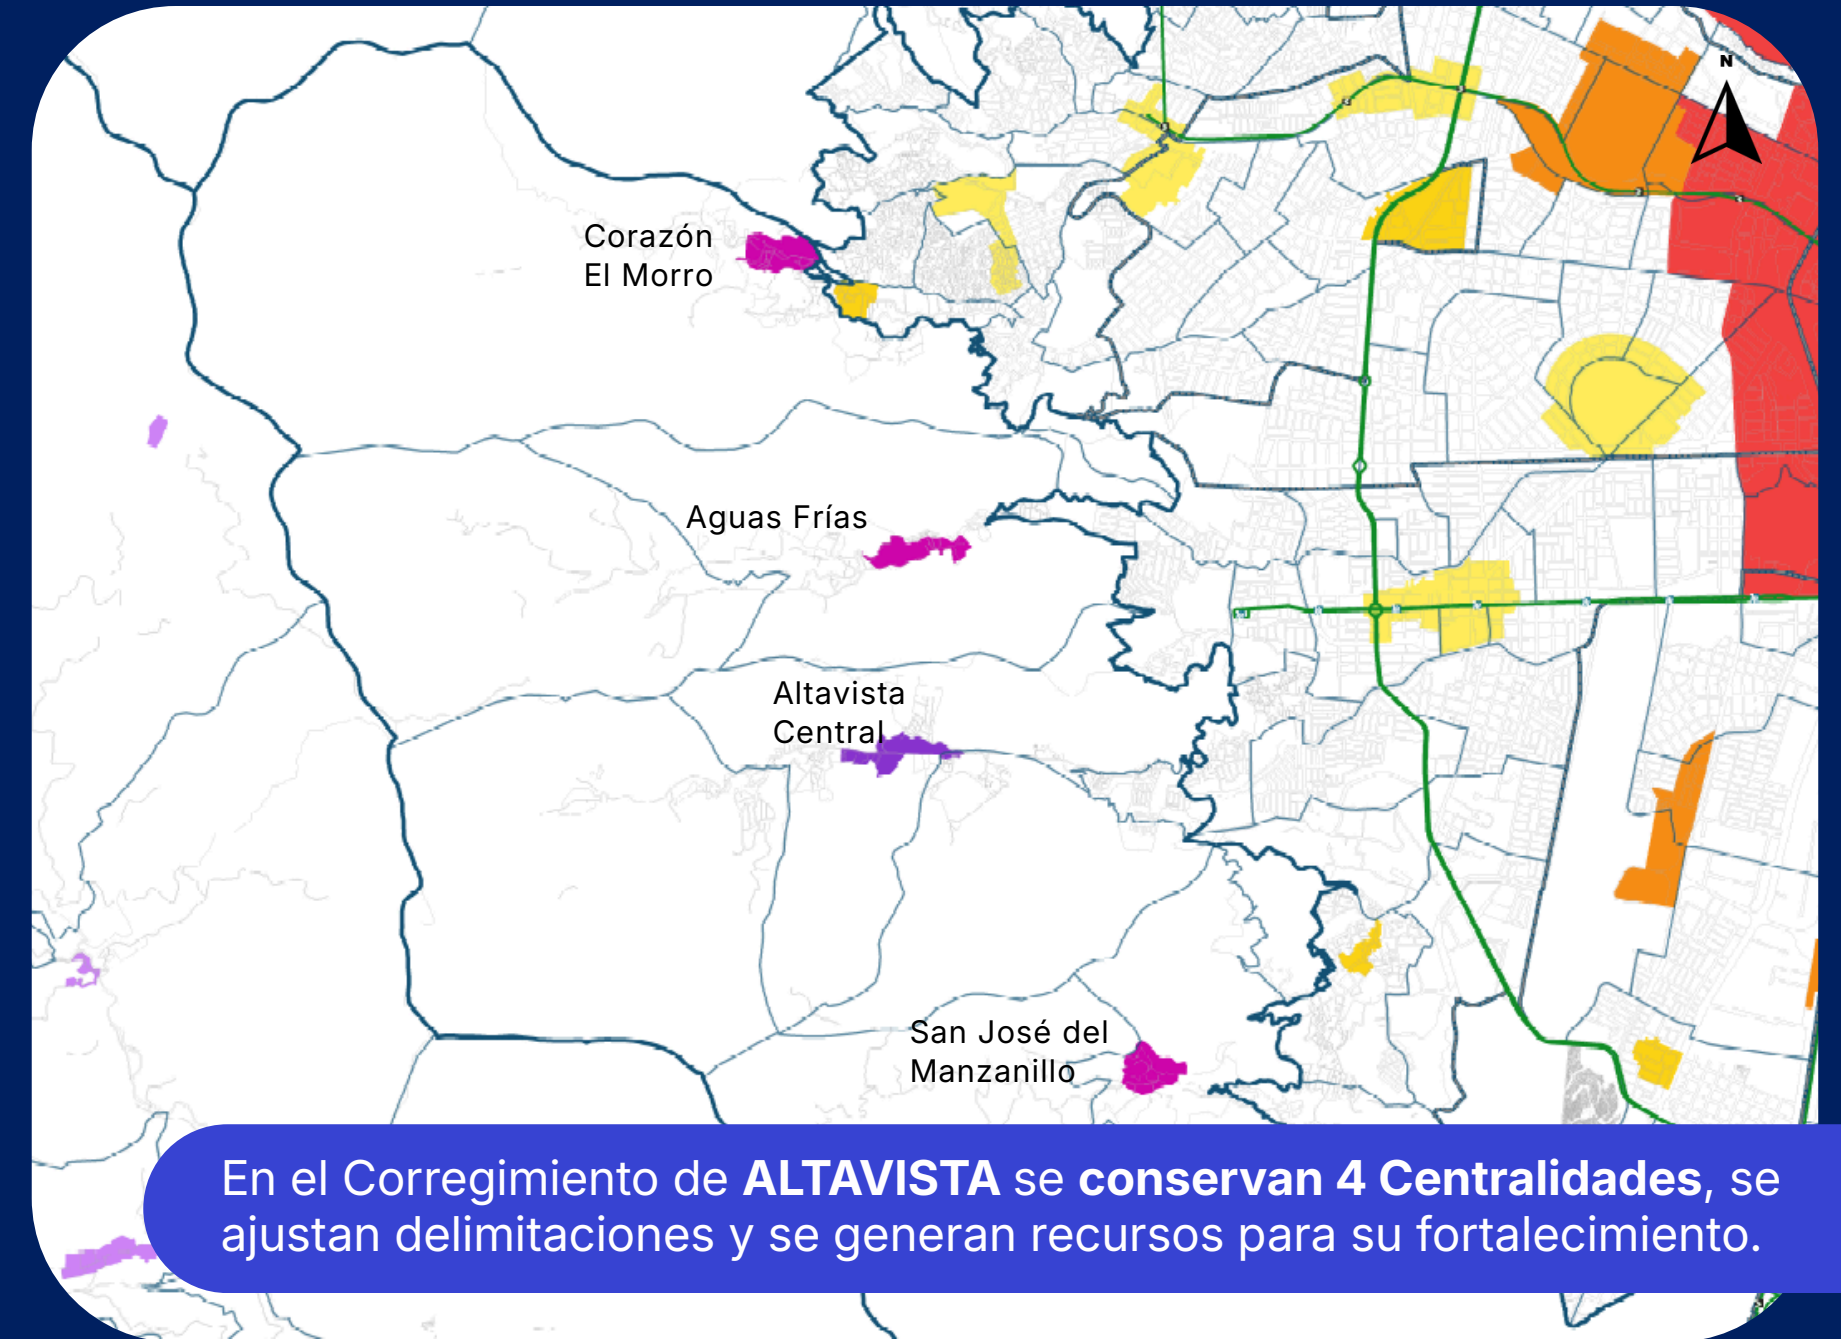 N
Corazón
El Morro
Aguas Frías
Altavista
Central
San José del
Manzanillo
En el Corregimiento de ALTAVISTA se conservan 4 Centralidades, se
ajustan delimitaciones y se generan recursos para su fortalecimiento.